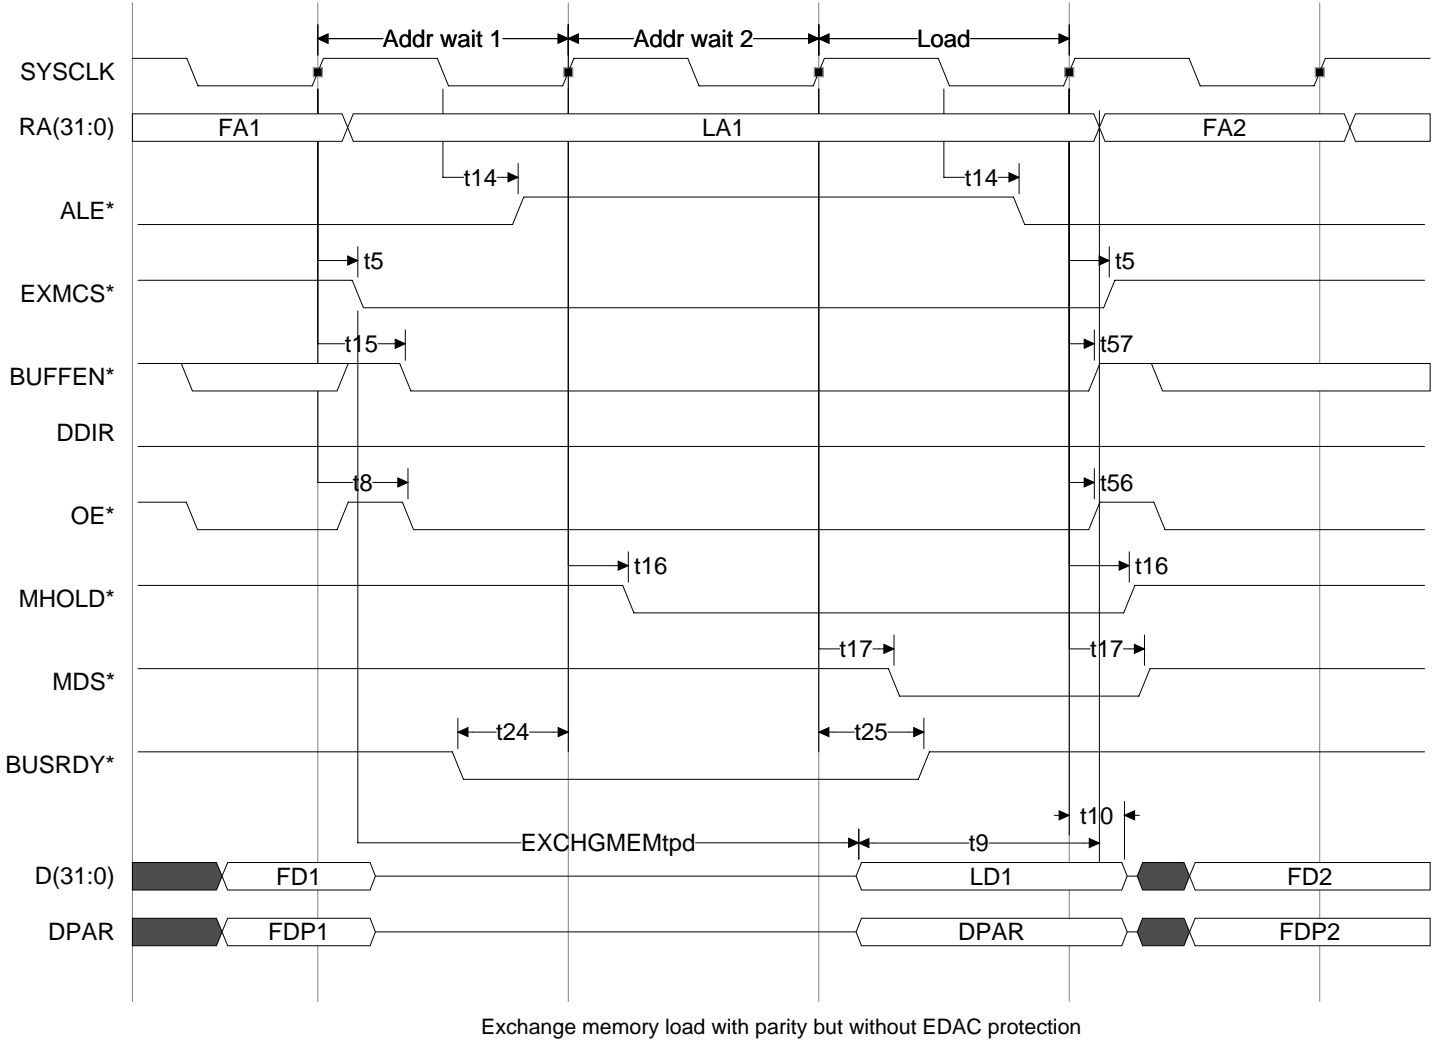 Addr wait 1 Addr wait 2 Load
SYSCLK
RA(31:0) FA1 LA1 FA2
t14 t14
ALE*
t5 t5
EXMCS*
t15 t57
BUFFEN*
DDIR
t8 t56
OE*
t16 t16
MHOLD*
t17 t17
MDS*
t24 t25
BUSRDY*
t10
EXCHGMEMtpd t9
D(31:0) FD1 LD1 FD2
DPAR FDP1 DPAR FDP2
Exchange memory load with parity but without EDAC protection